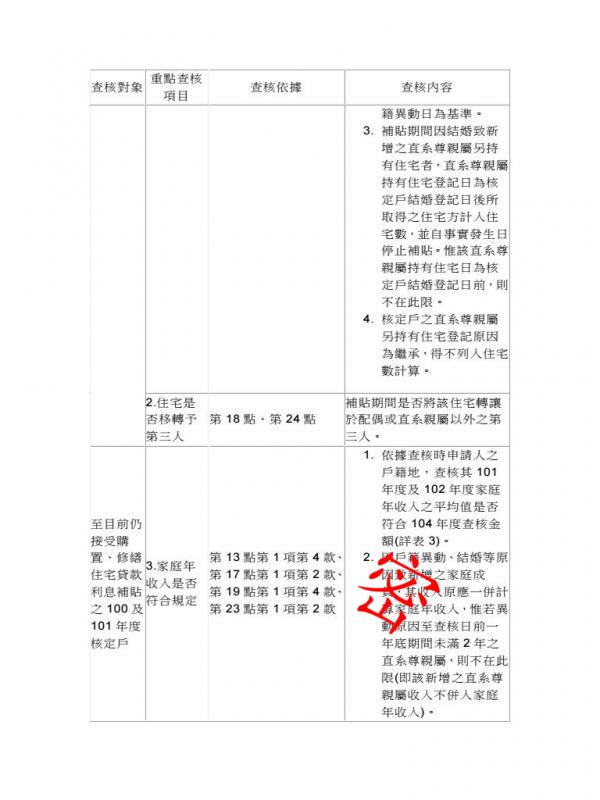 查核對象
重點查核
項目
查核依據
查核內容
籍異動日為基準。
3. 補貼期間因結婚致新
增之直系尊親屬另持
有住宅者，直系尊親屬
持有住宅登記日為核
定戶結婚登記日後所
取得之住宅方計入住
宅數，並自事實發生日
停止補貼。惟該直系尊
親屬持有住宅日為核
定戶結婚登記日前，則
不在此限。
4. 核定戶之直系尊親屬
另持有住宅登記原因
為繼承，得不列入住宅
數計算。
2.住宅是
否移轉予
第三人
第 18 點、第 24 點
補貼期間是否將該住宅轉讓
於配偶或直系親屬以外之第
三人。
至目前仍
接受購
置、修繕
住宅貸款
利息補貼
之 100 及
101 年度
核定戶
3.家庭年
收入是否
符合規定
第 13 點第 1 項第 4 款、
第 17 點第 1 項第 2 款、
第 19 點第 1 項第 4 款、
第 23 點第 1 項第 2 款
1. 依據查核時申請人之
戶籍地，查核其 101
年度及 102 年度家庭
年收入之平均值是否
符合 104 年度查核金
額(詳表 3)。
2. 因戶籍異動、結婚等原
因致新增之家庭成
員，其收入原應一併計
算家庭年收入，惟若異
動原因至查核日前一
年底期間未滿 2 年之
直系尊親屬，則不在此
限(即該新增之直系尊
親屬收入不併入家庭
年收入)。
密